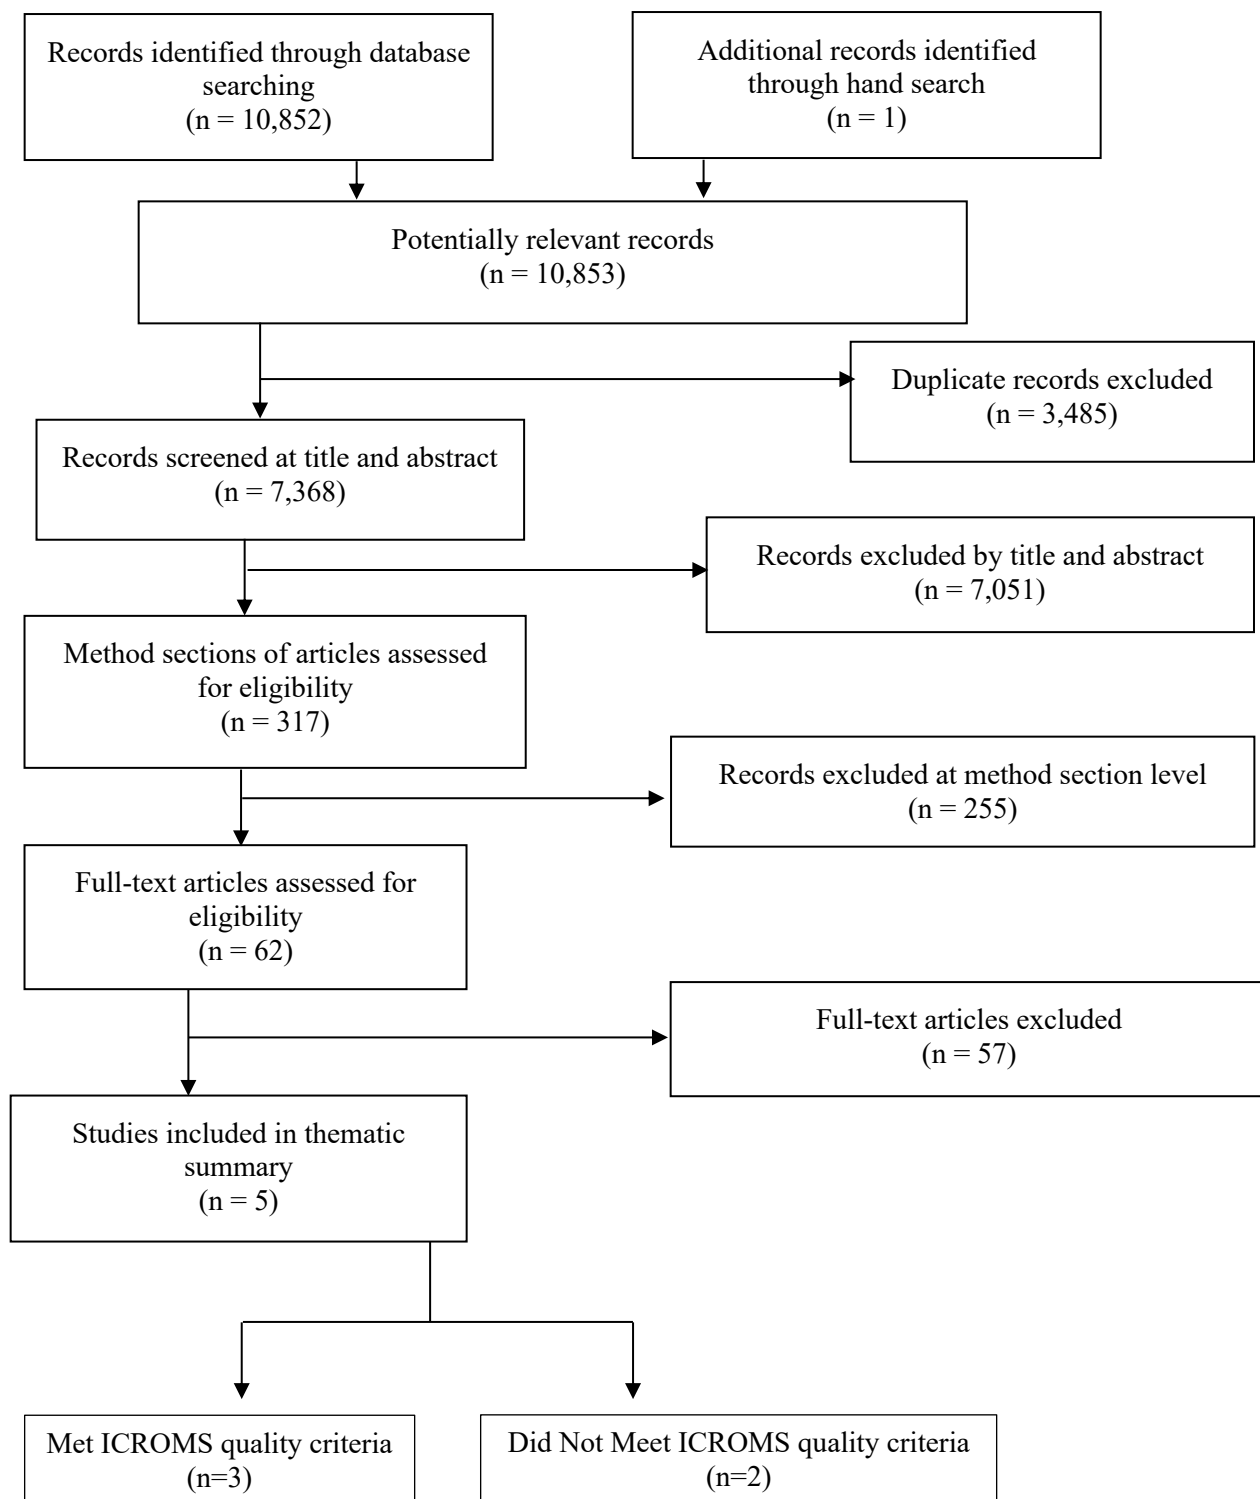 Records identified through database
searching
(n = 10,852)
Additional records identified
through hand search
(n = 1)
Potentially relevant records
(n = 10,853)
Duplicate records excluded
(n = 3,485)
Records screened at title and abstract
(n = 7,368)
Records excluded by title and abstract
(n = 7,051)
Method sections of articles assessed
for eligibility
(n = 317)
Records excluded at method section level
(n = 255)
Full-text articles assessed for
eligibility
(n = 62)
Full-text articles excluded
(n = 57)
Studies included in thematic
summary
(n = 5)
Met ICROMS quality criteria
(n=3)
Did Not Meet ICROMS quality criteria
(n=2)